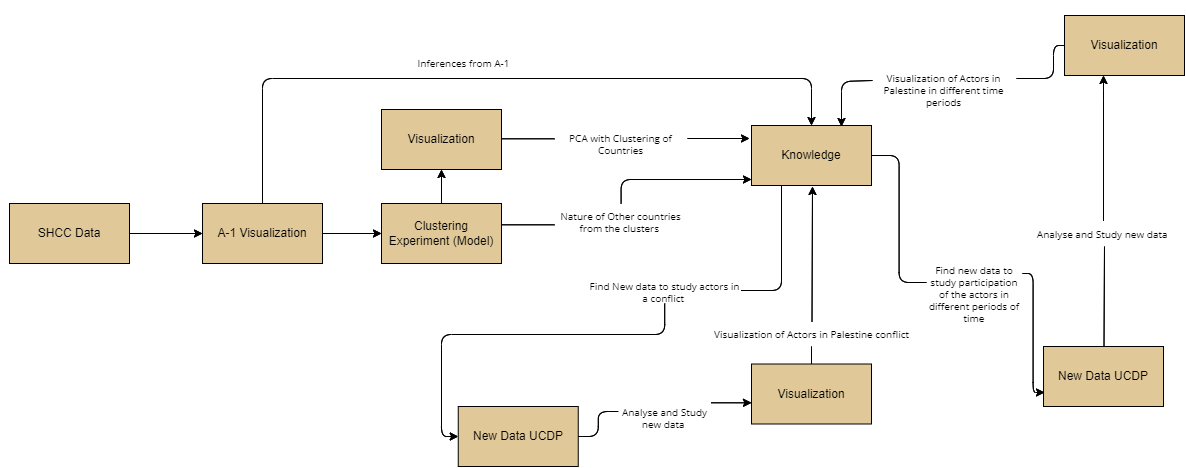 Visualization
Inferences from A-1
Visualization of Actors in
Palestine in different time
periods
Visualization
PCA with Clustering of
Countries
Knowledge
SHCC Data
A-1 Visualization
Clustering
Experiment (Model)
Nature of Other countries
from the clusters
Analyse and Study new data
Find New data to study actors in
a conflict
Find new data to
study participation
of the actors in
different periods of
time
Visualization of Actors in Palestine conflict
New Data UCDP
Visualization
Analyse and Study
new data
New Data UCDP